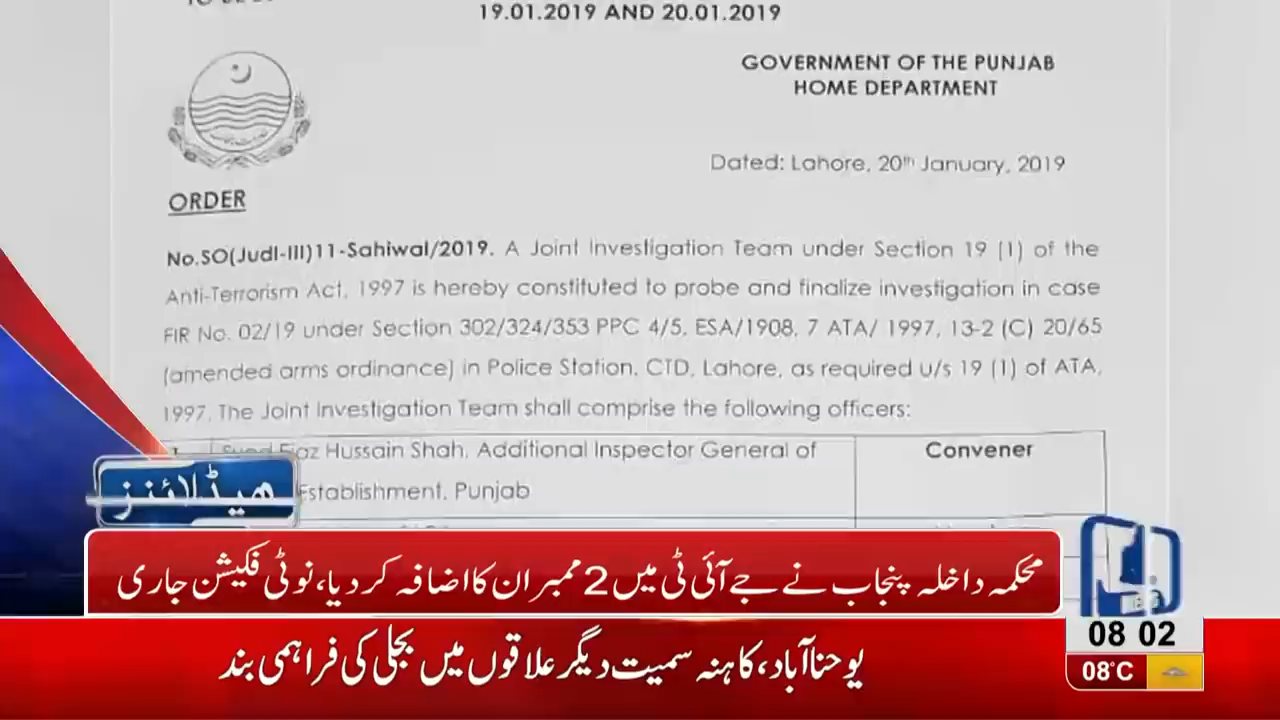 19.01.2019 AND 20.01.2019
GOVERNMENT OF THE PUNJAB
HOME DEPARTMENT
Dated: Lahore, 20th January, 2019
ORDER
No.SO(Judl-III)11-Sahiwal/2019. A Joint Investigation Team under Section 19 (1) of the
Anti-Terrorism Act, 1997 is hereby constituted to probe and finalize investigation in case
FIR No. 02/19 under Section 302/324/353 PPC 4/5, ESA/1908, 7 ATA/ 1997, 13-2 (C) 20/65
(amended arms ordinance) in Police Station, CTD, Lahore, as required u/s 19 (1) of ATA,
1997. The Joint Investigation Team shall comprise the following officers:
Hussain Shah, Additional Inspector General of
Convener
Establishment, Punjab
ہیڈلائنز
محکمہ داخلہ پنجاب نے جے آئی ٹی میں 2 ممبران کا اضافہ کر دیا، نوٹی فکیشن جاری
08 02
یوحنا آباد، کاہنہ سمیت دیگر علاقوں میں بجلی کی فراہمی بند
08°C